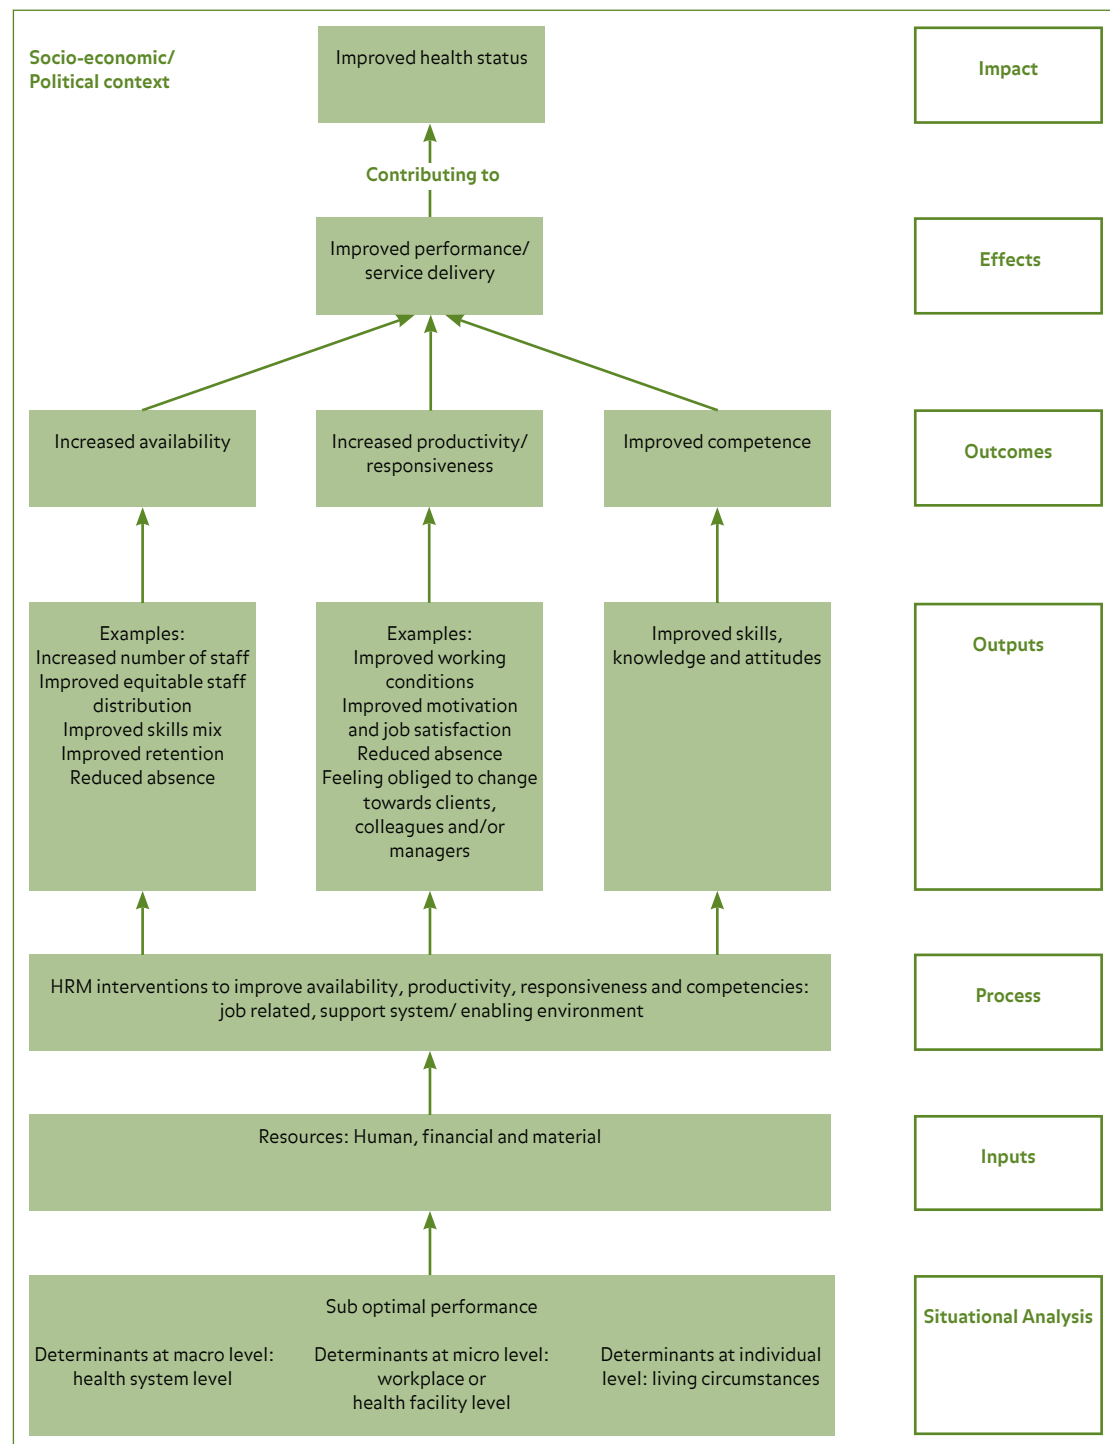 Socio-economic/
Political context
Improved health status
Impact
Contributing to
Improved performance/
service delivery
Effects
Increased availability
Increased productivity/
responsiveness
Improved competence
Outcomes
Examples:
Increased number of staff
Improved equitable staff
distribution
Improved skills mix
Improved retention
Reduced absence
Examples:
Improved working
conditions
Improved motivation
and job satisfaction
Reduced absence
Feeling obliged to change
towards clients,
colleagues and/or
managers
Improved skills,
knowledge and attitudes
Outputs
HRM interventions to improve availability, productivity, responsiveness and competencies:
job related, support system/ enabling environment
Process
Resources: Human, financial and material
Inputs
Sub optimal performance
Determinants at macro level:
health system level
Determinants at micro level:
workplace or
health facility level
Determinants at individual
level: living circumstances
Situational Analysis